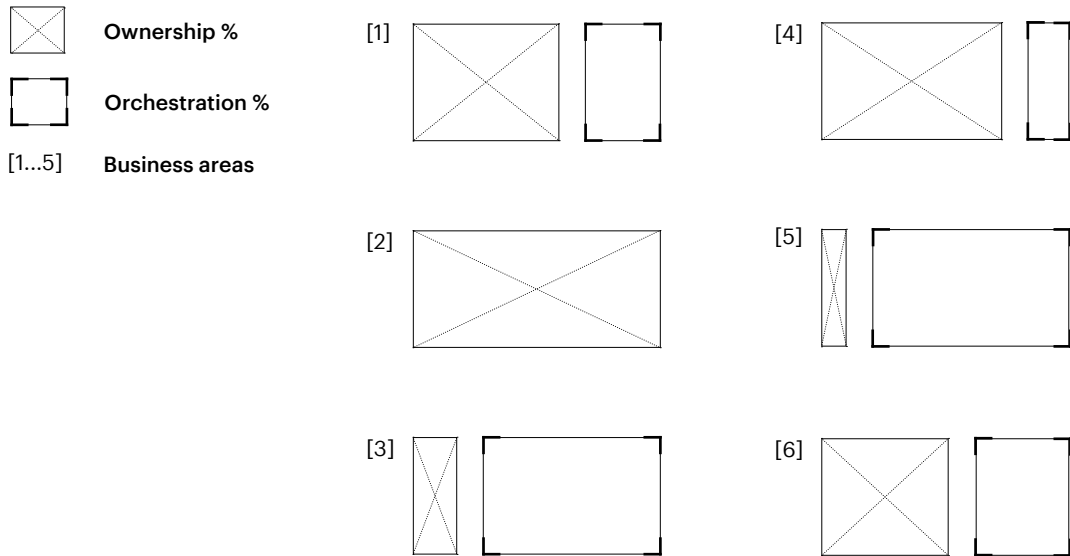 Ownership %
Orchestration %
[1...5] Business areas
[1]
[4]
[2]
[5]
[3]
[6]